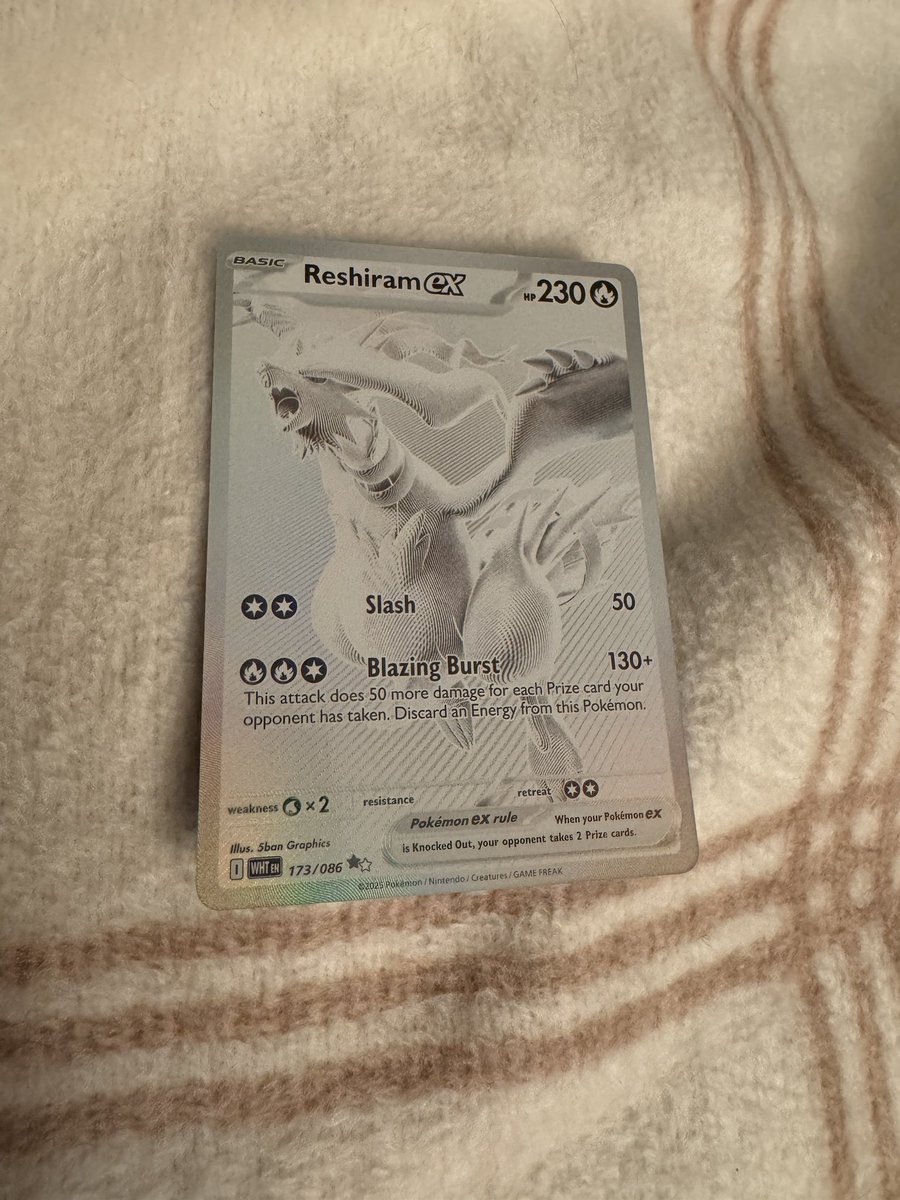 BASIC Reshiram ex HP 230
Slash 50
Blazing Burst 130+
This attack does 50 more damage for each Prize card your
opponent has taken. Discard an Energy from this Pokémon.
weakness ×2 resistance retreat
Pokémon ex rule When your Pokémon ex
is Knocked Out, your opponent takes 2 Prize cards.
Illus. 5ban Graphics
I WHT EN 173/086
©2025 Pokémon / Nintendo / Creatures / GAME FREAK